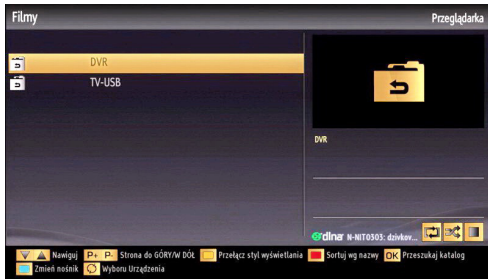 Filmy
Przeglądarka
DVR
TV-USB
DVR
dlna N-NIT0303: dzivkov...
Nawiguj P+ P- Strona do GÓRY/W DÓŁ Przełącz styl wyświetlania Sortuj wg nazwy OK Przeszukaj katalog
Zmień nośnik Wyboru Urządzenia